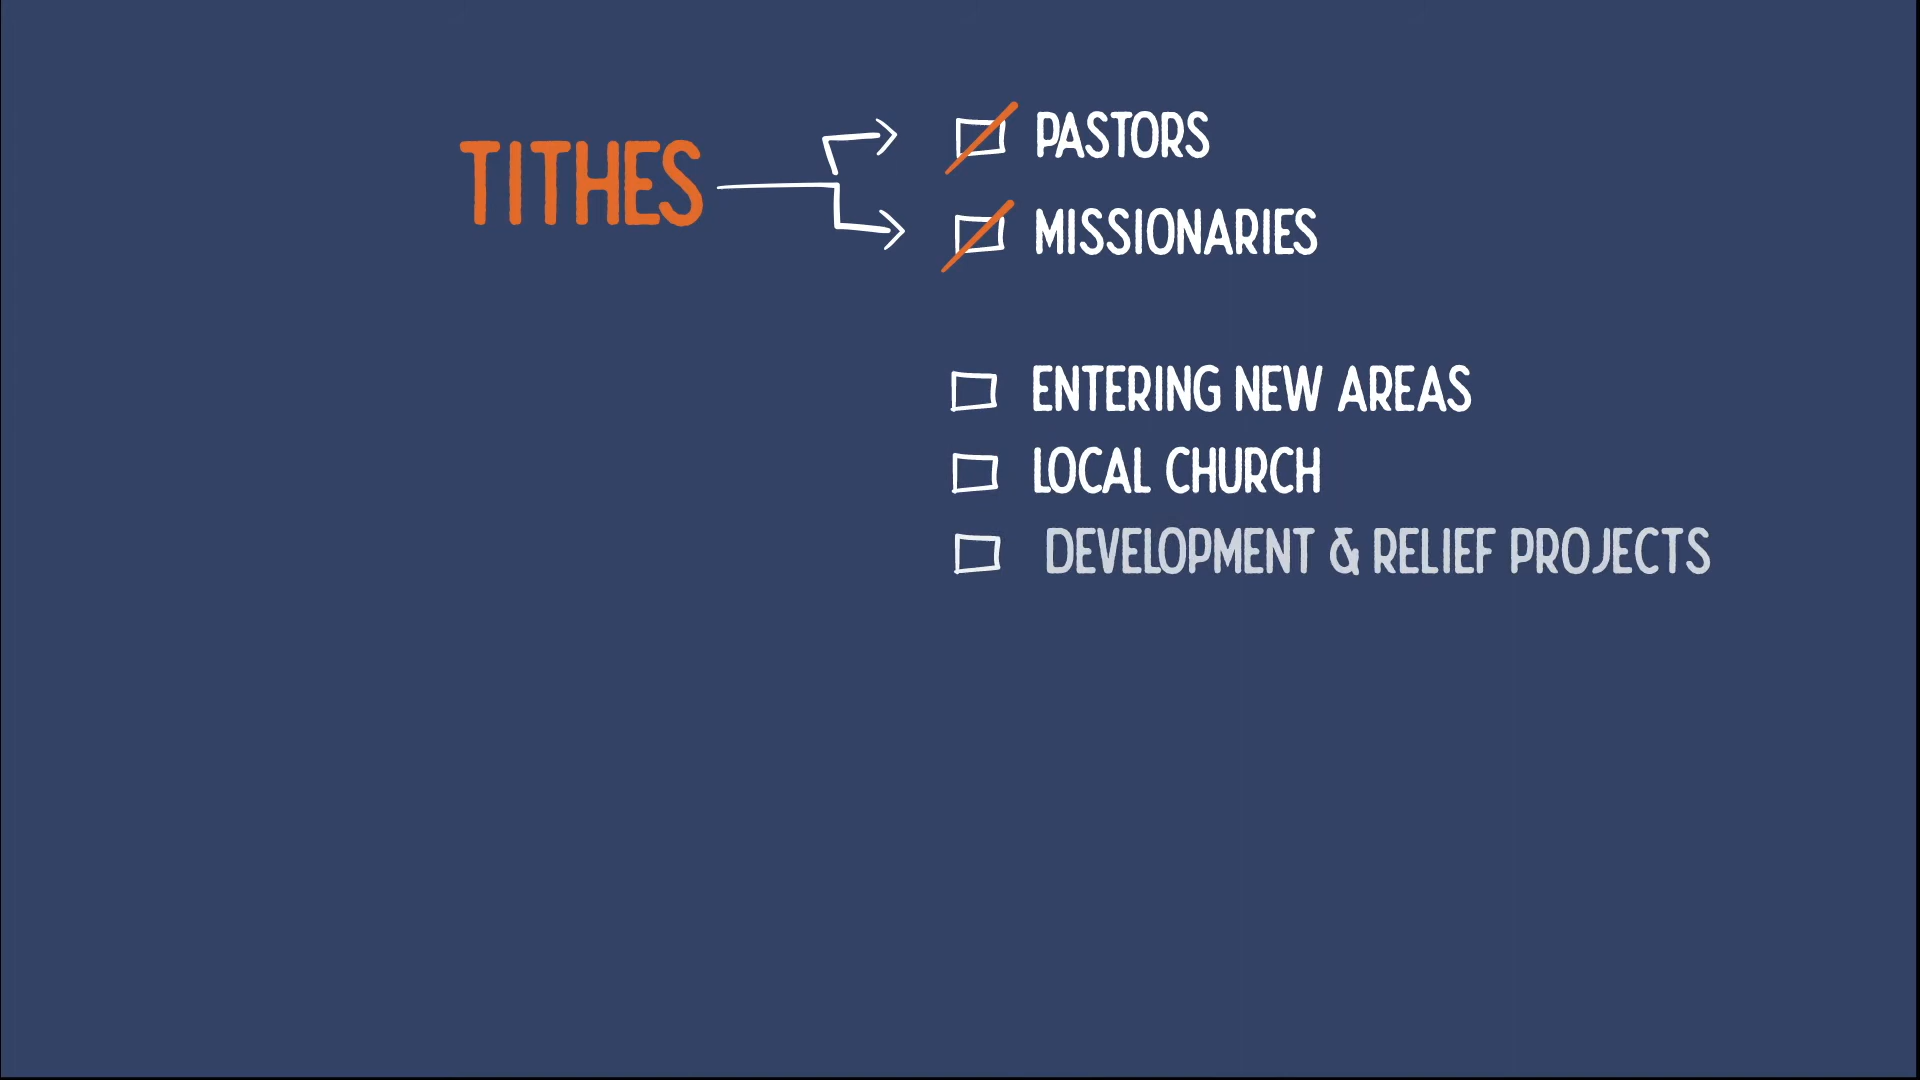 TITHES
PASTORS
MISSIONARIES
ENTERING NEW AREAS
LOCAL CHURCH
DEVELOPMENT & RELIEF PROJECTS